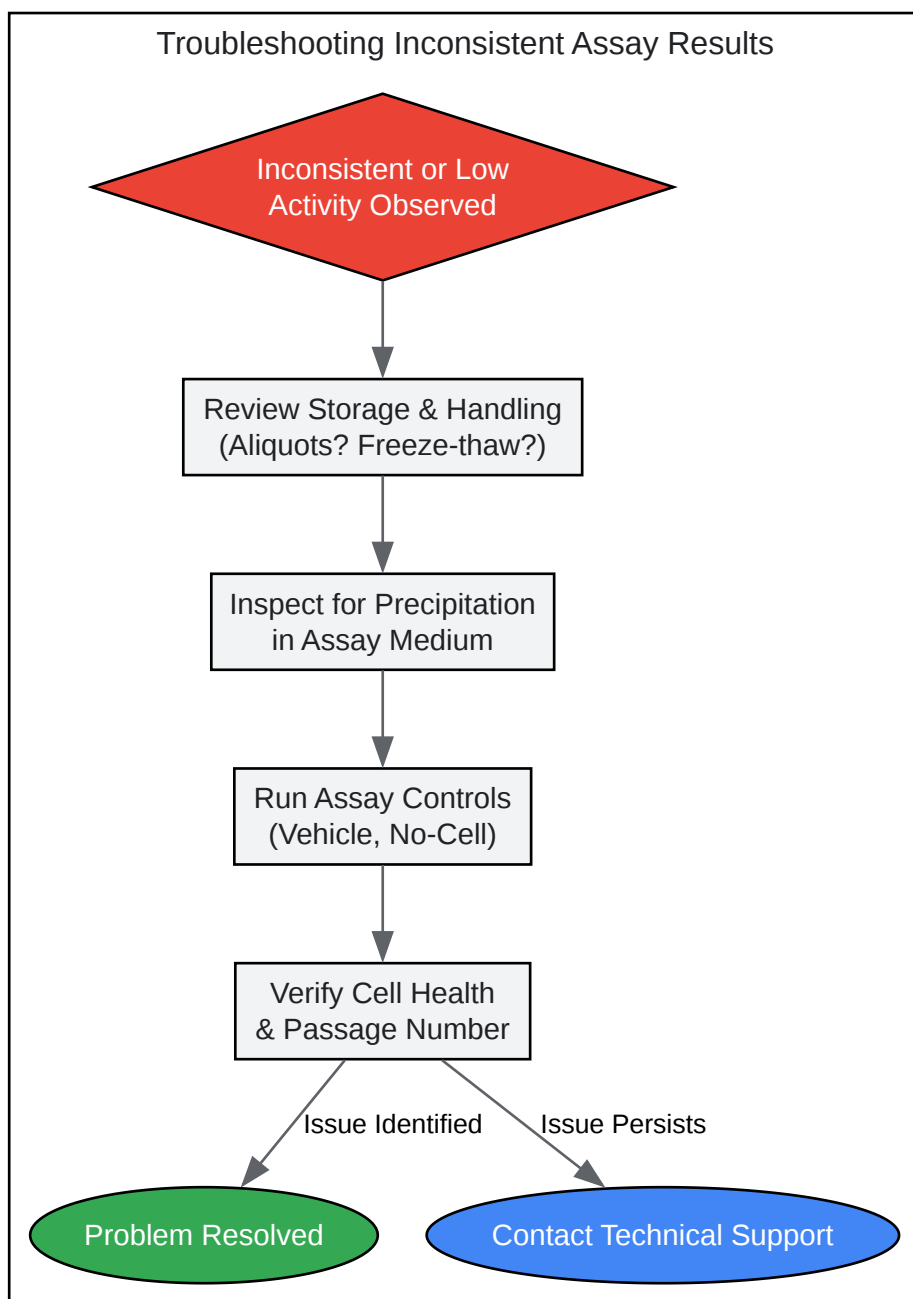 Troubleshooting Inconsistent Assay Results
Inconsistent or Low
Activity Observed
Review Storage & Handling
(Aliquots? Freeze-thaw?)
Inspect for Precipitation
in Assay Medium
Run Assay Controls
(Vehicle, No-Cell)
Verify Cell Health
& Passage Number
Issue Identified
Issue Persists
Problem Resolved
Contact Technical Support